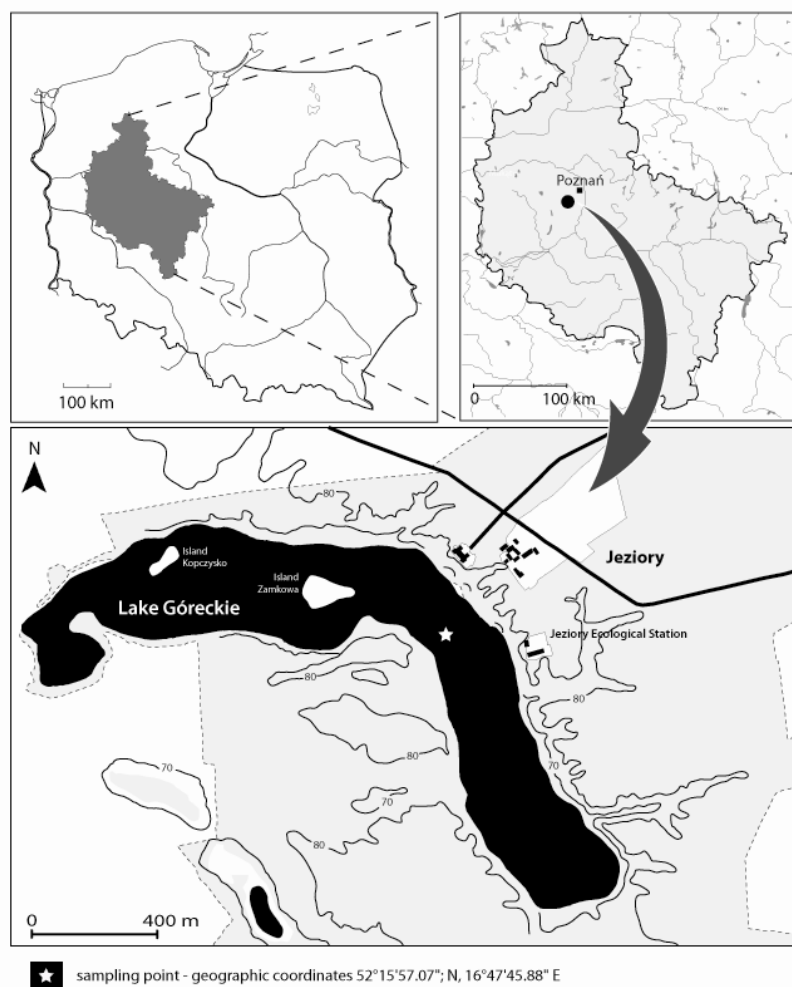 100 km
Poznań
0
100 km
N
80
Island
Kopczysko
Island
Zamkowa
Jeziory
Lake Góreckie
Jeziory Ecological Station
80
80
80
70
70
70
80
0
400 m
sampling point - geographic coordinates 52°15'57.07"; N, 16°47'45.88" E